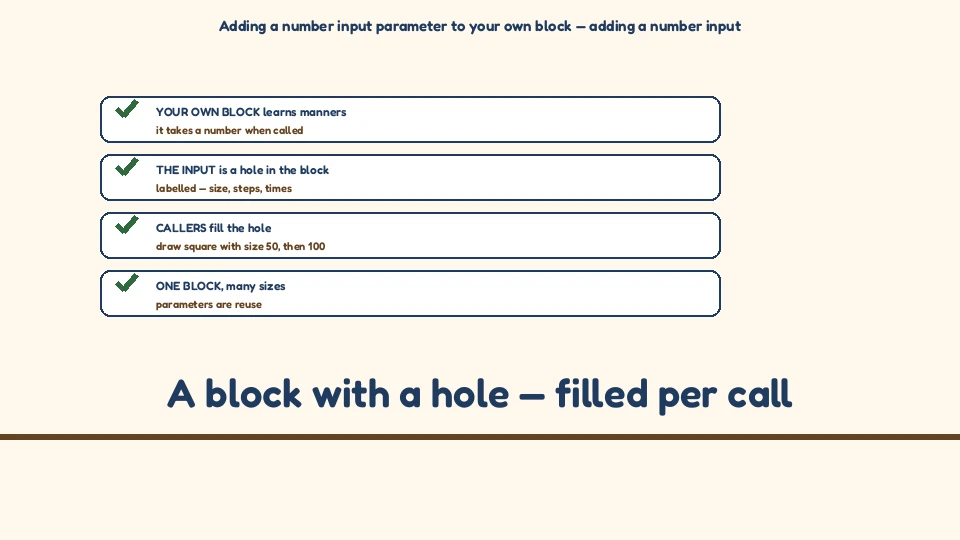 Adding a number input parameter to your own block — adding a number input
YOUR OWN BLOCK learns manners
it takes a number when called
THE INPUT is a hole in the block
labelled — size, steps, times
CALLERS fill the hole
draw square with size 50, then 100
ONE BLOCK, many sizes
parameters are reuse
A block with a hole — filled per call